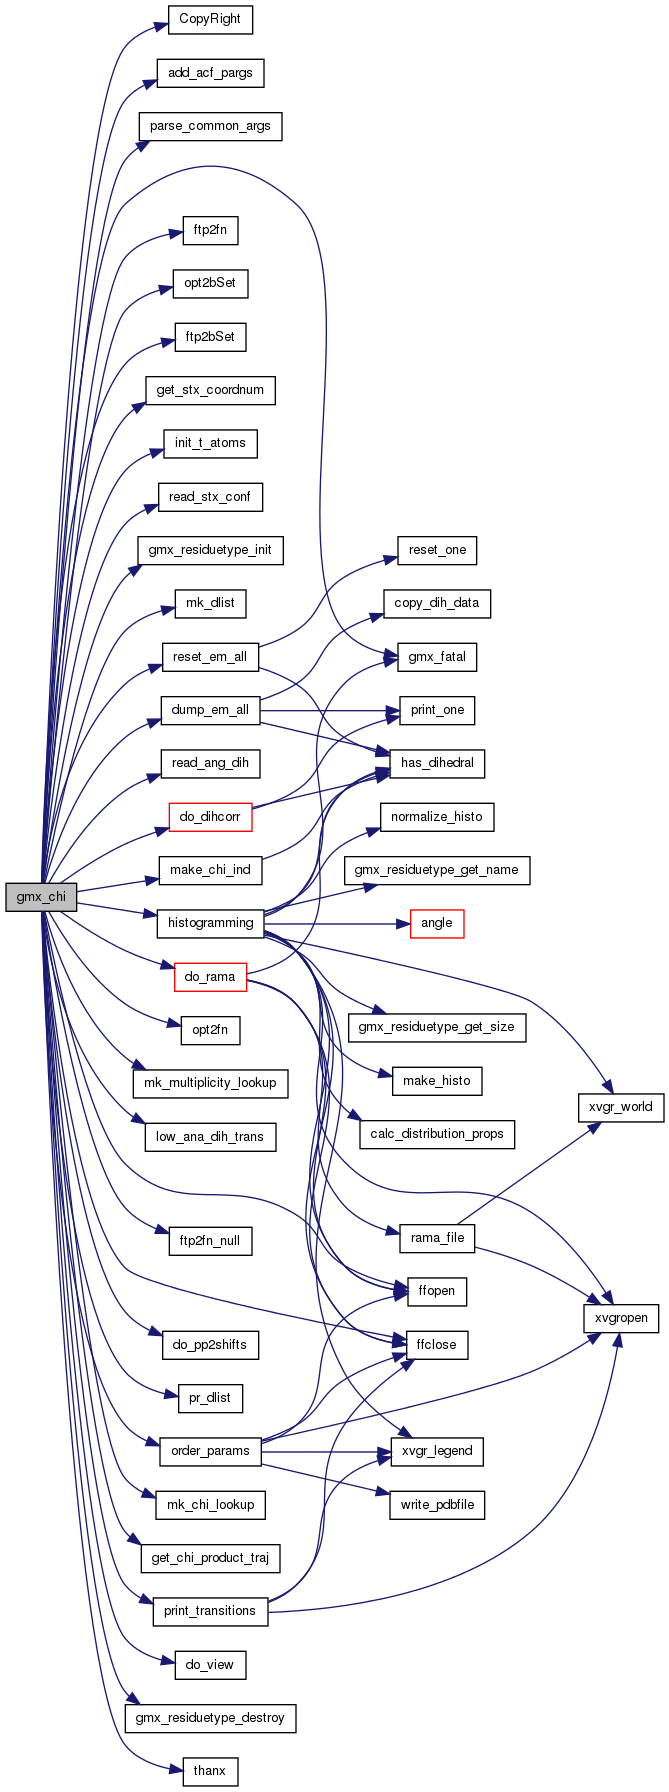 CopyRight
add_acf_pargs
parse_common_args
ftp2fn
opt2bSet
ftp2bSet
get_stx_coordnum
init_t_atoms
read_stx_conf
gmx_residuetype_init
reset_one
mk_dlist
copy_dih_data
reset_em_all
gmx_fatal
dump_em_all
print_one
read_ang_dih
has_dihedral
do_dihcorr
normalize_histo
make_chi_ind
gmx_residuetype_get_name
gmx_chi
histogramming
angle
do_rama
opt2fn
gmx_residuetype_get_size
mk_multiplicity_lookup
make_histo
xvgr_world
low_ana_dih_trans
calc_distribution_props
ftp2fn_null
rama_file
ffopen
xvgropen
do_pp2shifts
ffclose
pr_dlist
order_params
xvgr_legend
mk_chi_lookup
write_pdbfile
get_chi_product_traj
print_transitions
do_view
gmx_residuetype_destroy
thanx